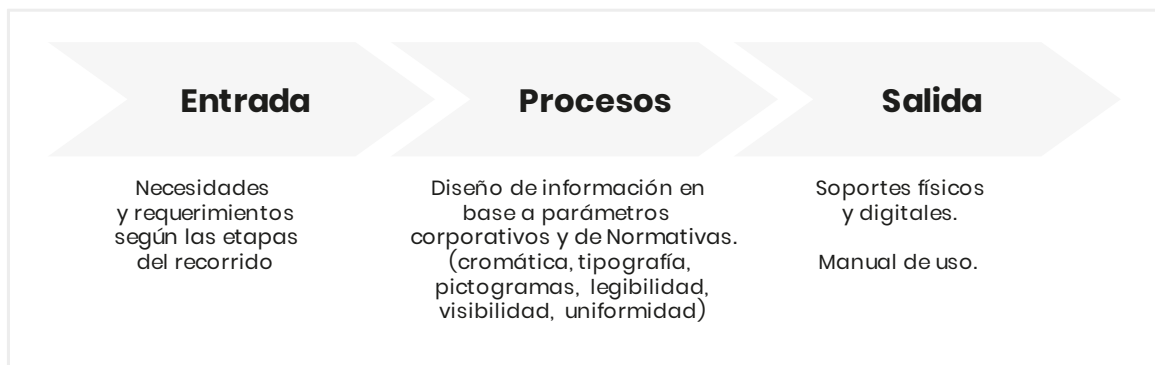 Entrada
Necesidades
y requerimientos
según las etapas
del recorrido
Procesos
Diseño de información en
base a parámetros
corporativos y de Normativas.
(cromática, tipografía,
pictogramas, legibilidad,
visibilidad, uniformidad)
Salida
Soportes físicos
y digitales.
Manual de uso.